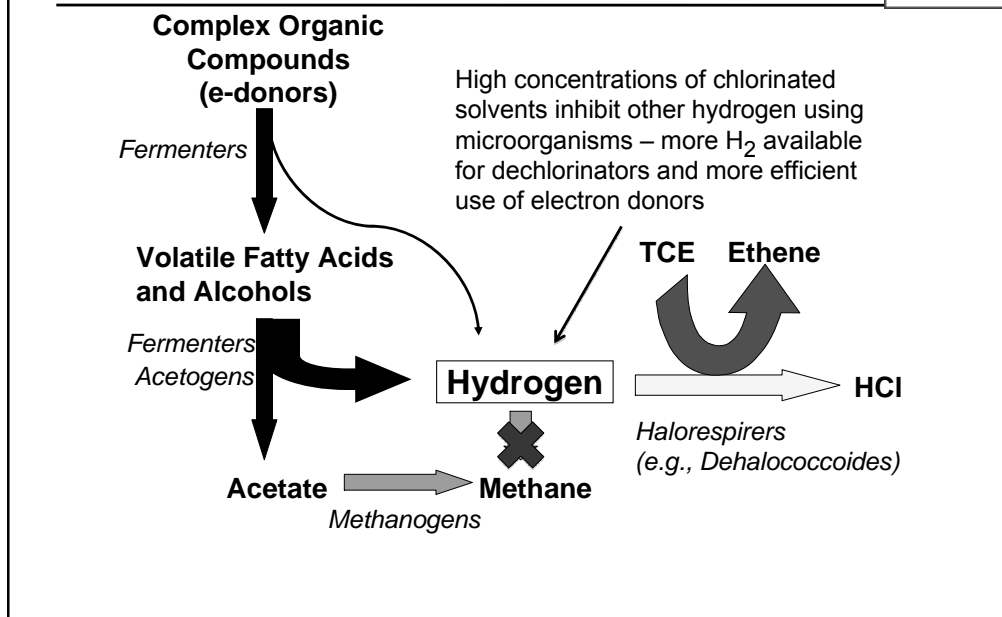 Complex Organic
Compounds
(e-donors)
High concentrations of chlorinated
solvents inhibit other hydrogen using
microorganisms – more H2 available
for dechlorinators and more efficient
use of electron donors
Fermenters
Volatile Fatty Acids
and Alcohols
TCE Ethene
Fermenters
Acetogens
Hydrogen
HCl
Halorespirers
(e.g., Dehalococcoides)
Acetate
Methane
Methanogens